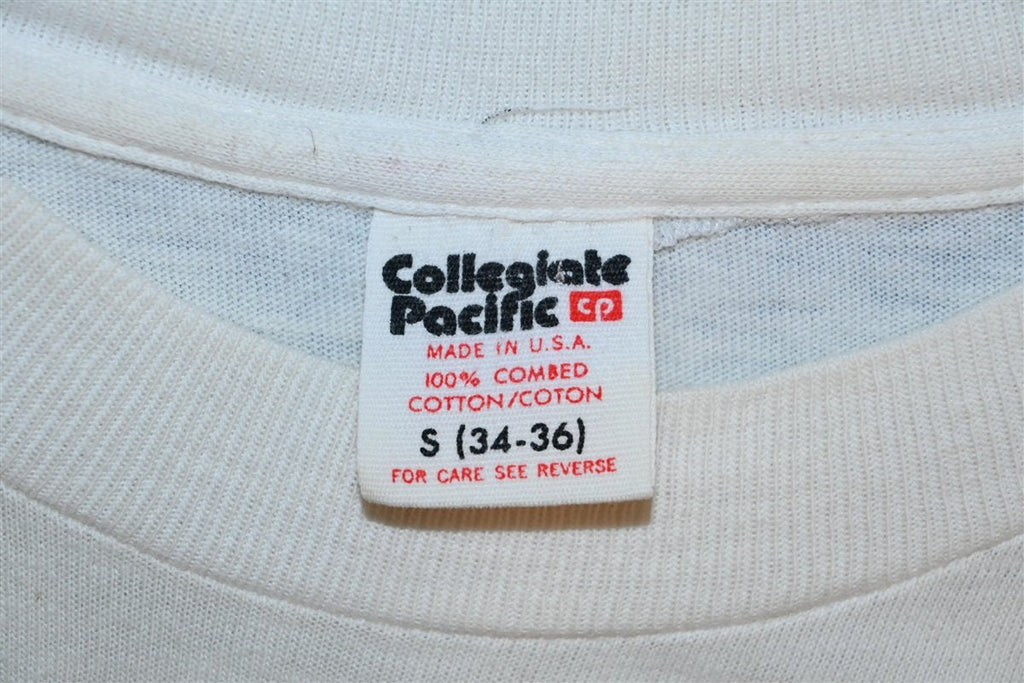 Collegiate
Pacific cp
MADE IN U.S.A.
100% COMBED
COTTON/COTON
S (34-36)
FOR CARE SEE REVERSE